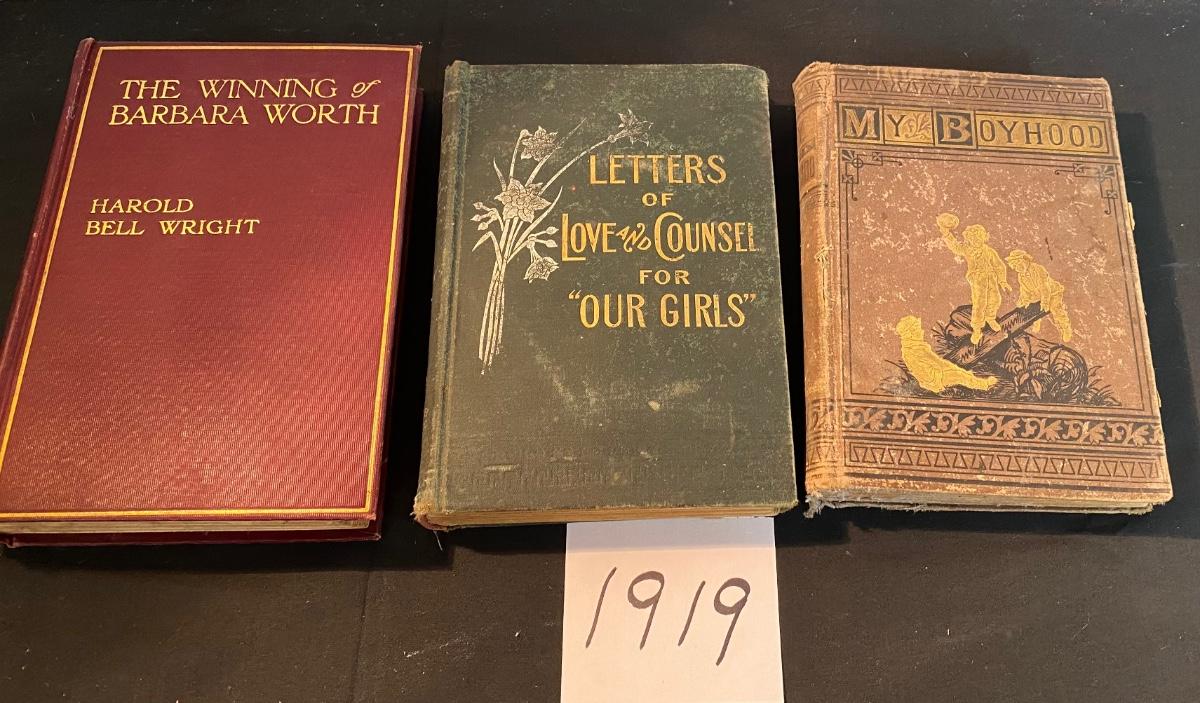 THE WINNING of
BARBARA WORTH
HAROLD
BELL WRIGHT
LETTERS
OF
LOVE AND COUNSEL
FOR
"OUR GIRLS"
MY BOYHOOD
1919